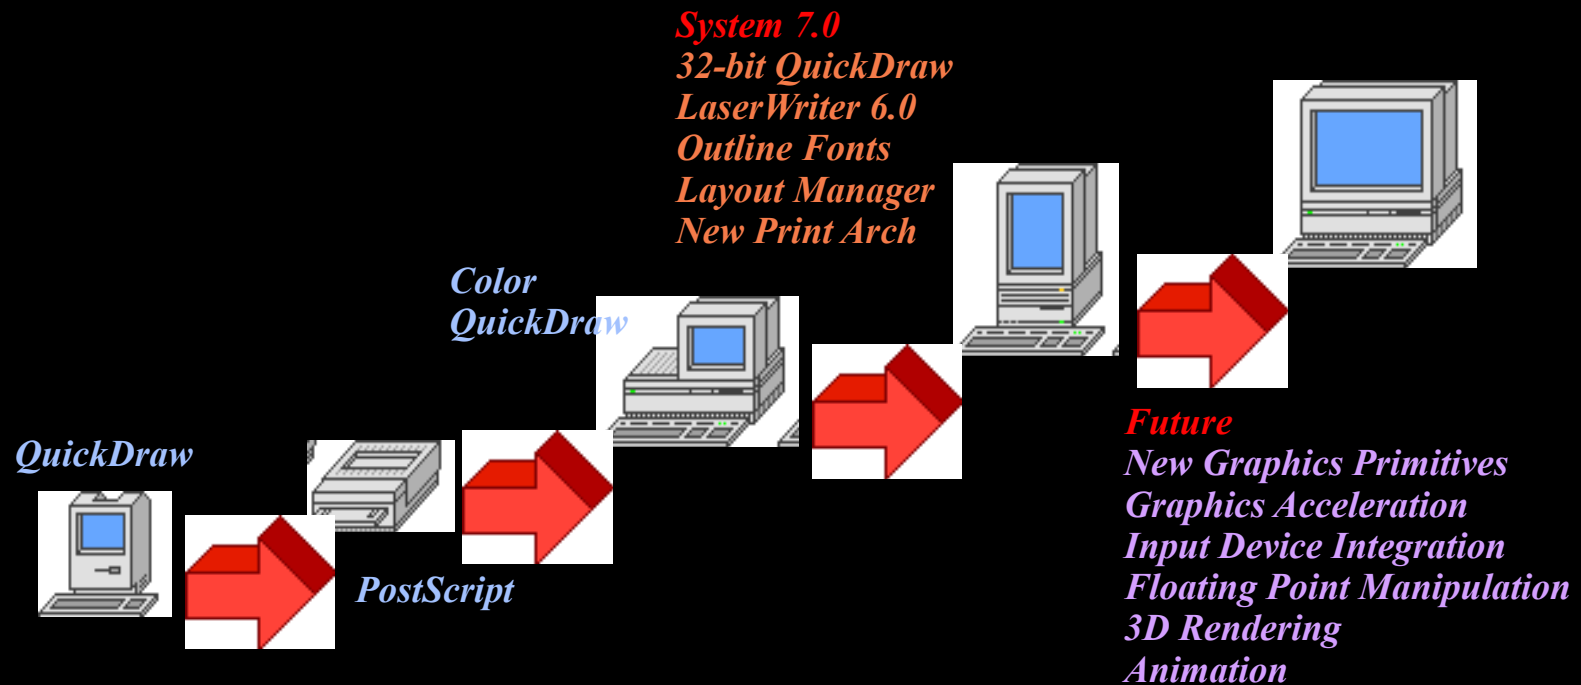 QuickDraw
PostScript
Color
QuickDraw
System 7.0
32-bit QuickDraw
LaserWriter 6.0
Outline Fonts
Layout Manager
New Print Arch
Future
New Graphics Primitives
Graphics Acceleration
Input Device Integration
Floating Point Manipulation
3D Rendering
Animation